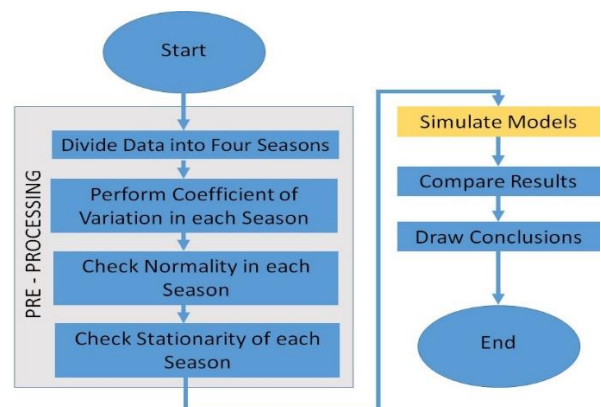 Start
PRE - PROCESSING
Divide Data into Four Seasons
Perform Coefficient of
Variation in each Season
Check Normality in each
Season
Check Stationarity of each
Season
Simulate Models
Compare Results
Draw Conclusions
End